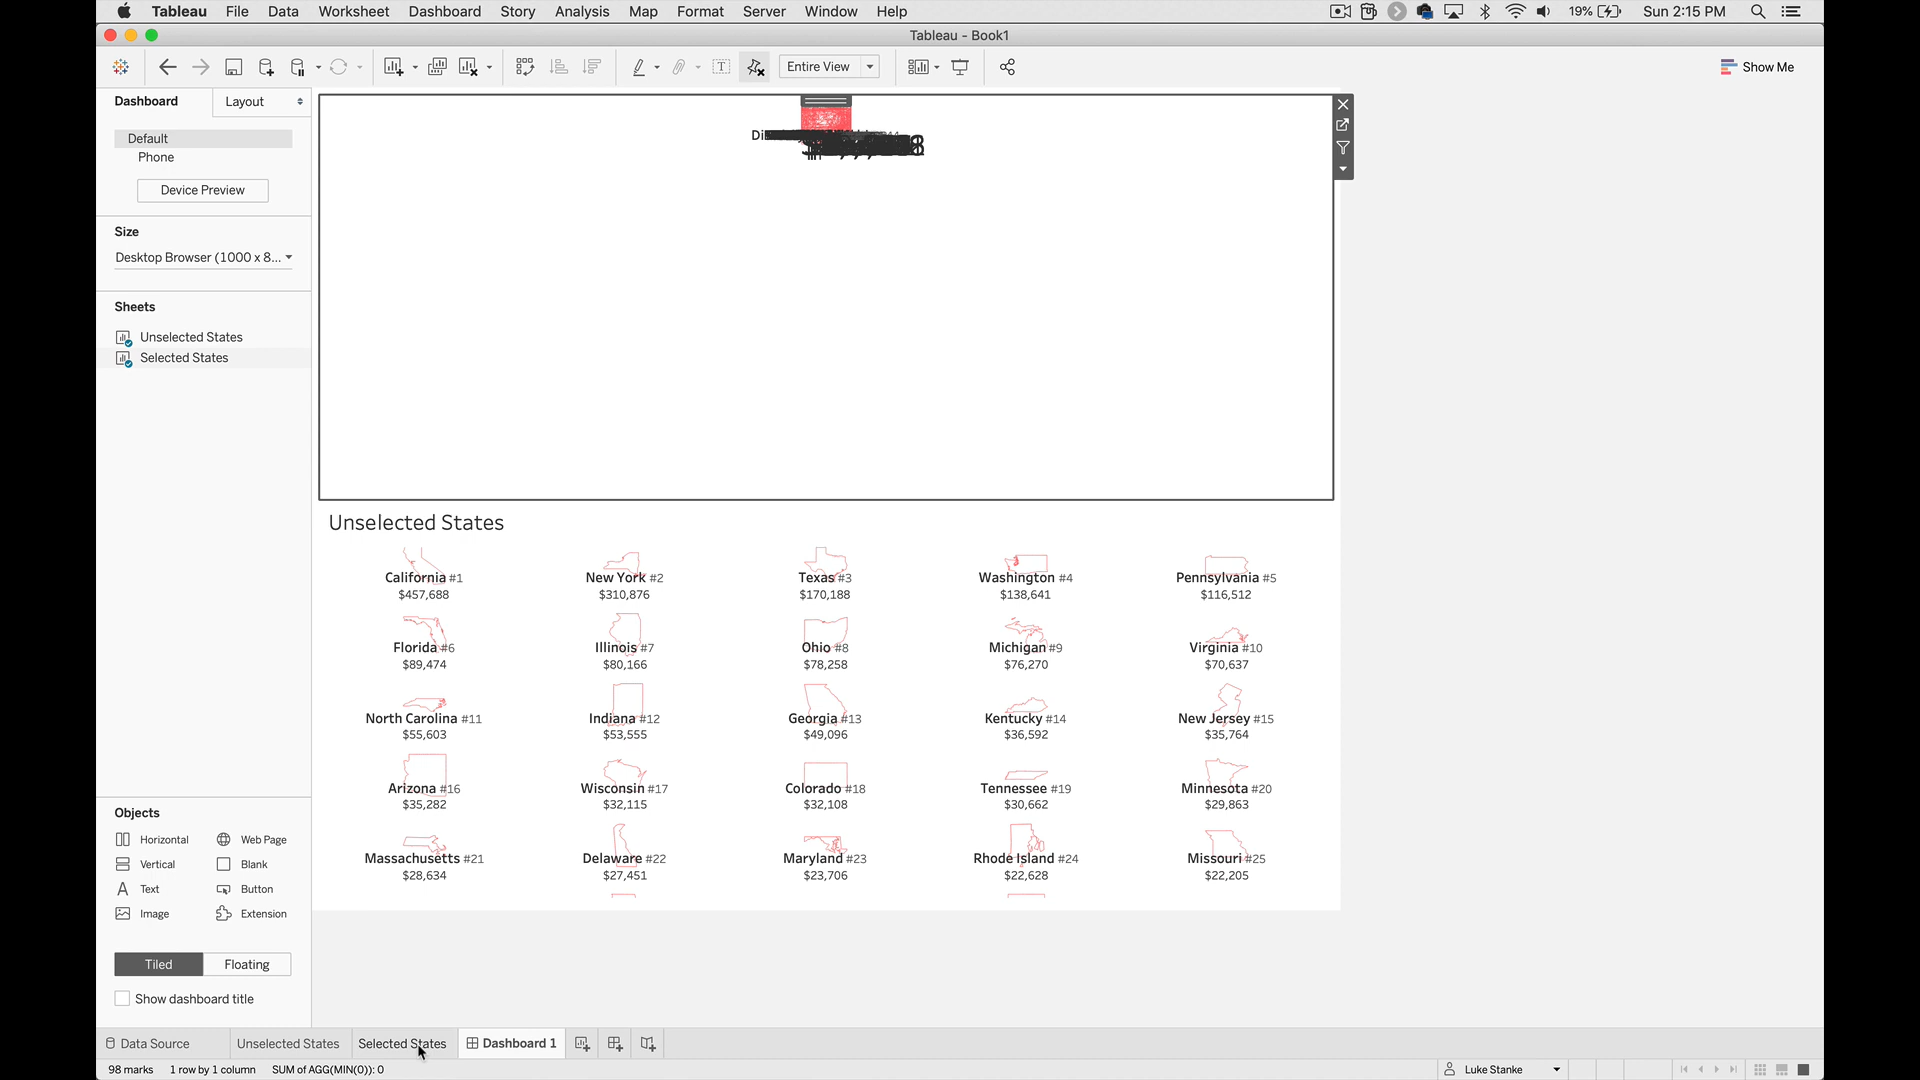 Tableau File Data Worksheet Dashboard Story Analysis Map Format Server Window Help 19% Sun 2:15 PM
Tableau - Book1
Entire View Show Me
Dashboard Layout
Default
Phone
Device Preview
Size
Desktop Browser (1000 x 8...
Sheets
Unselected States
Selected States
Unselected States
California #1 New York #2 Texas #3 Washington #4 Pennsylvania #5
$457,688 $310,876 $170,188 $138,641 $116,512
Florida #6 Illinois #7 Ohio #8 Michigan #9 Virginia #10
$89,474 $80,166 $78,258 $76,270 $70,637
North Carolina #11 Indiana #12 Georgia #13 Kentucky #14 New Jersey #15
$55,603 $53,555 $49,096 $36,592 $35,764
Arizona #16 Wisconsin #17 Colorado #18 Tennessee #19 Minnesota #20
$35,282 $32,115 $32,108 $30,662 $29,863
Massachusetts #21 Delaware #22 Maryland #23 Rhode Island #24 Missouri #25
$28,634 $27,451 $23,706 $22,628 $22,205
Objects
Horizontal Web Page
Vertical Blank
A Text Button
Image Extension
Tiled Floating
Show dashboard title
Data Source Unselected States Selected States Dashboard 1
98 marks 1 row by 1 column SUM of AGG(MIN(0)): 0 Luke Stanke